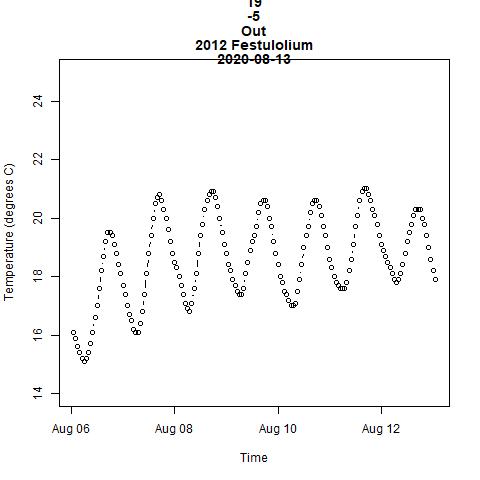 19
-5
Out
2012 Festulolium
2020-08-13
Temperature (degrees C)
24
22
20
18
16
14
Aug 06
Aug 08
Aug 10
Aug 12
Time